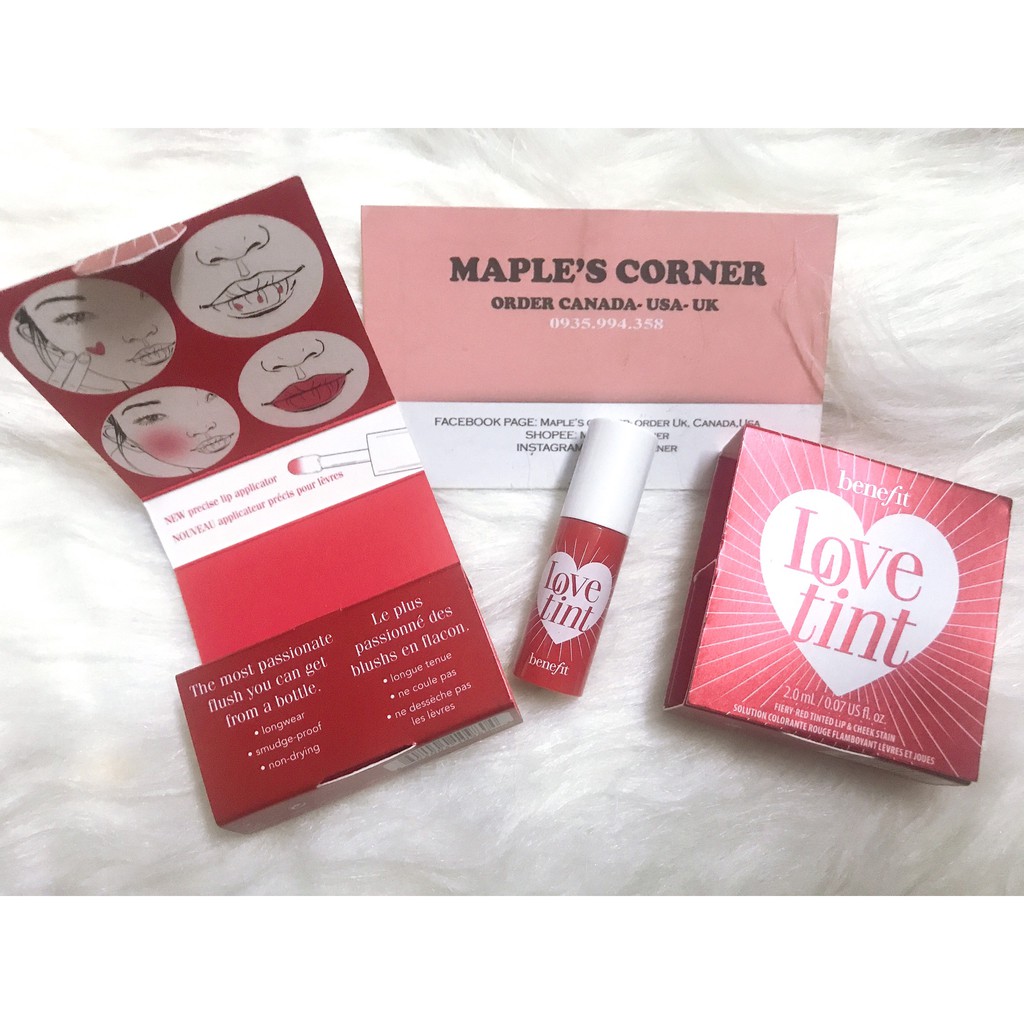 NEW precise lip applicator
NOUVEAU applicateur précis pour lèvres
The most passionate
flush you can get
from a bottle.
• longwear
• smudge-proof
• non-drying
Le plus
passionné des
blushs en flacon.
• longue tenue
• ne coule pas
• ne dessèche pas
les lèvres
MAPLE'S CORNER
ORDER CANADA- USA- UK
0935.994.358
FACEBOOK PAGE: MAPLE'S ORDER UK, CANADA,USA
SHOPEE:
INSTAGRAM
Love
tint
benefit
benefit
Love
tint
2.0 mL / 0.07 US fl. oz.
FIERY-RED TINTED LIP & CHEEK STAIN
SOLUTION COLORANTE ROUGE FLAMBOYANT LÈVRES ET JOUES